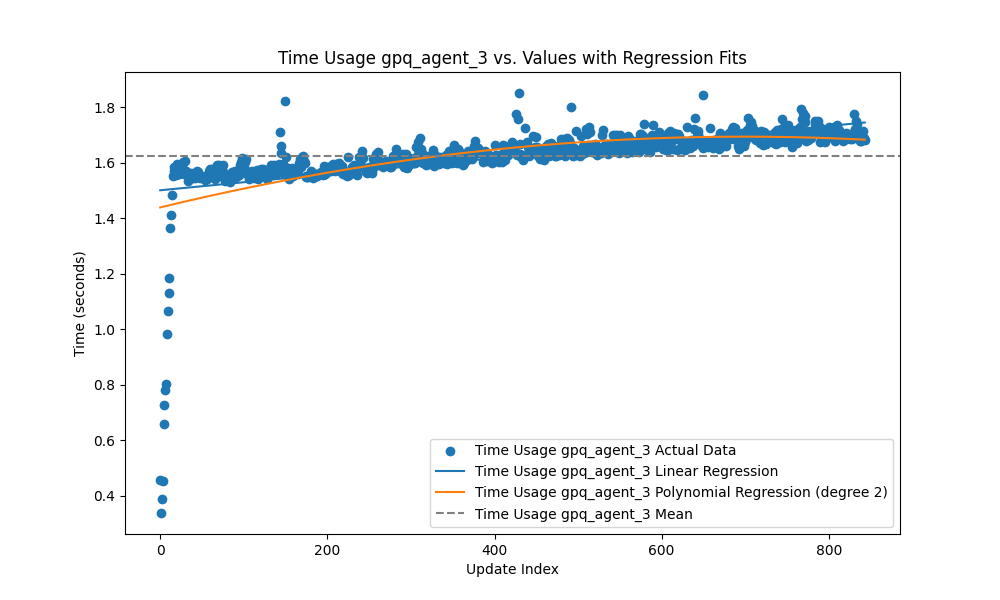 Time Usage gpq_agent_3 vs. Values with Regression Fits
1.8
1.6
1.4
1.2
1.0
0.8
0.6
0.4
Time (seconds)
0
200
400
600
800
Update Index
Time Usage gpq_agent_3 Actual Data
Time Usage gpq_agent_3 Linear Regression
Time Usage gpq_agent_3 Polynomial Regression (degree 2)
Time Usage gpq_agent_3 Mean